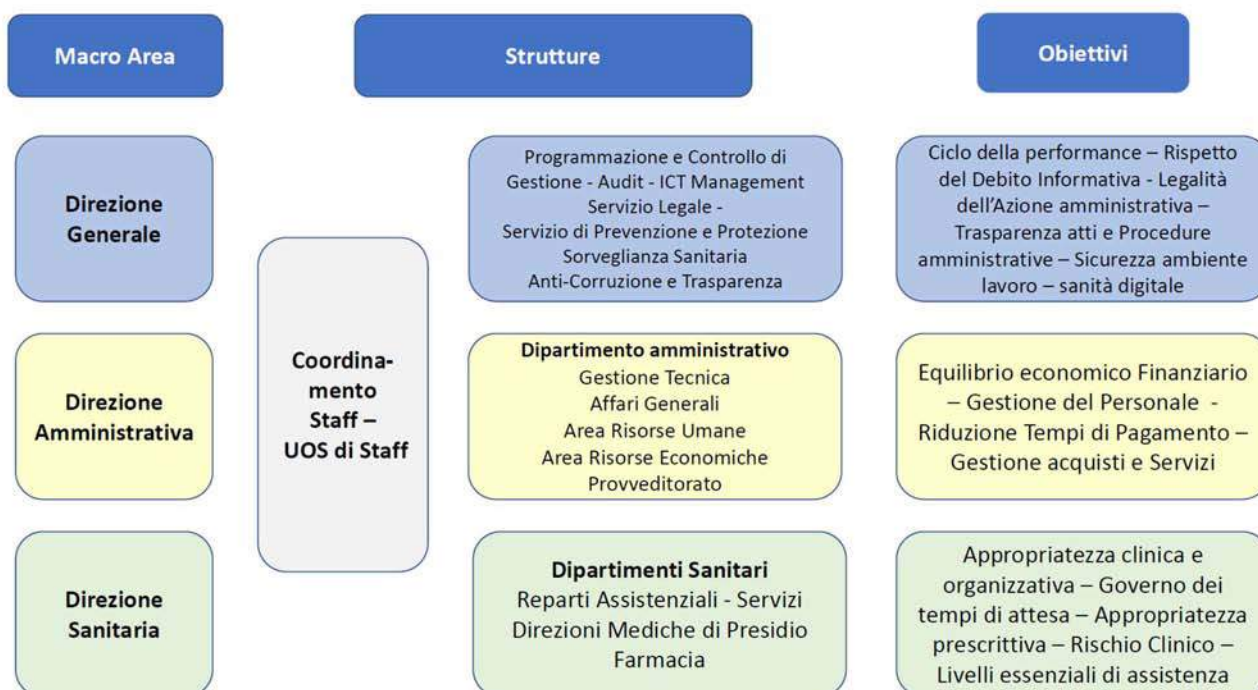 Macro Area
Strutture
Obiettivi
Direzione
Generale
Programmazione e Controllo di
Gestione - Audit - ICT Management
Servizio Legale -
Servizio di Prevenzione e Protezione
Sorveglianza Sanitaria
Anti-Corruzione e Trasparenza
Ciclo della performance – Rispetto
del Debito Informativa - Legalità
dell’Azione amministrativa –
Trasparenza atti e Procedure
amministrative – Sicurezza ambiente
lavoro – sanità digitale
Coordina-
mento
Staff –
UOS di Staff
Direzione
Amministrativa
Dipartimento amministrativo
Gestione Tecnica
Affari Generali
Area Risorse Umane
Area Risorse Economiche
Provveditorato
Equilibrio economico Finanziario
– Gestione del Personale -
Riduzione Tempi di Pagamento –
Gestione acquisti e Servizi
Direzione
Sanitaria
Dipartimenti Sanitari
Reparti Assistenziali - Servizi
Direzioni Mediche di Presidio
Farmacia
Appropriatezza clinica e
organizzativa – Governo dei
tempi di attesa – Appropriatezza
prescrittiva – Rischio Clinico –
Livelli essenziali di assistenza